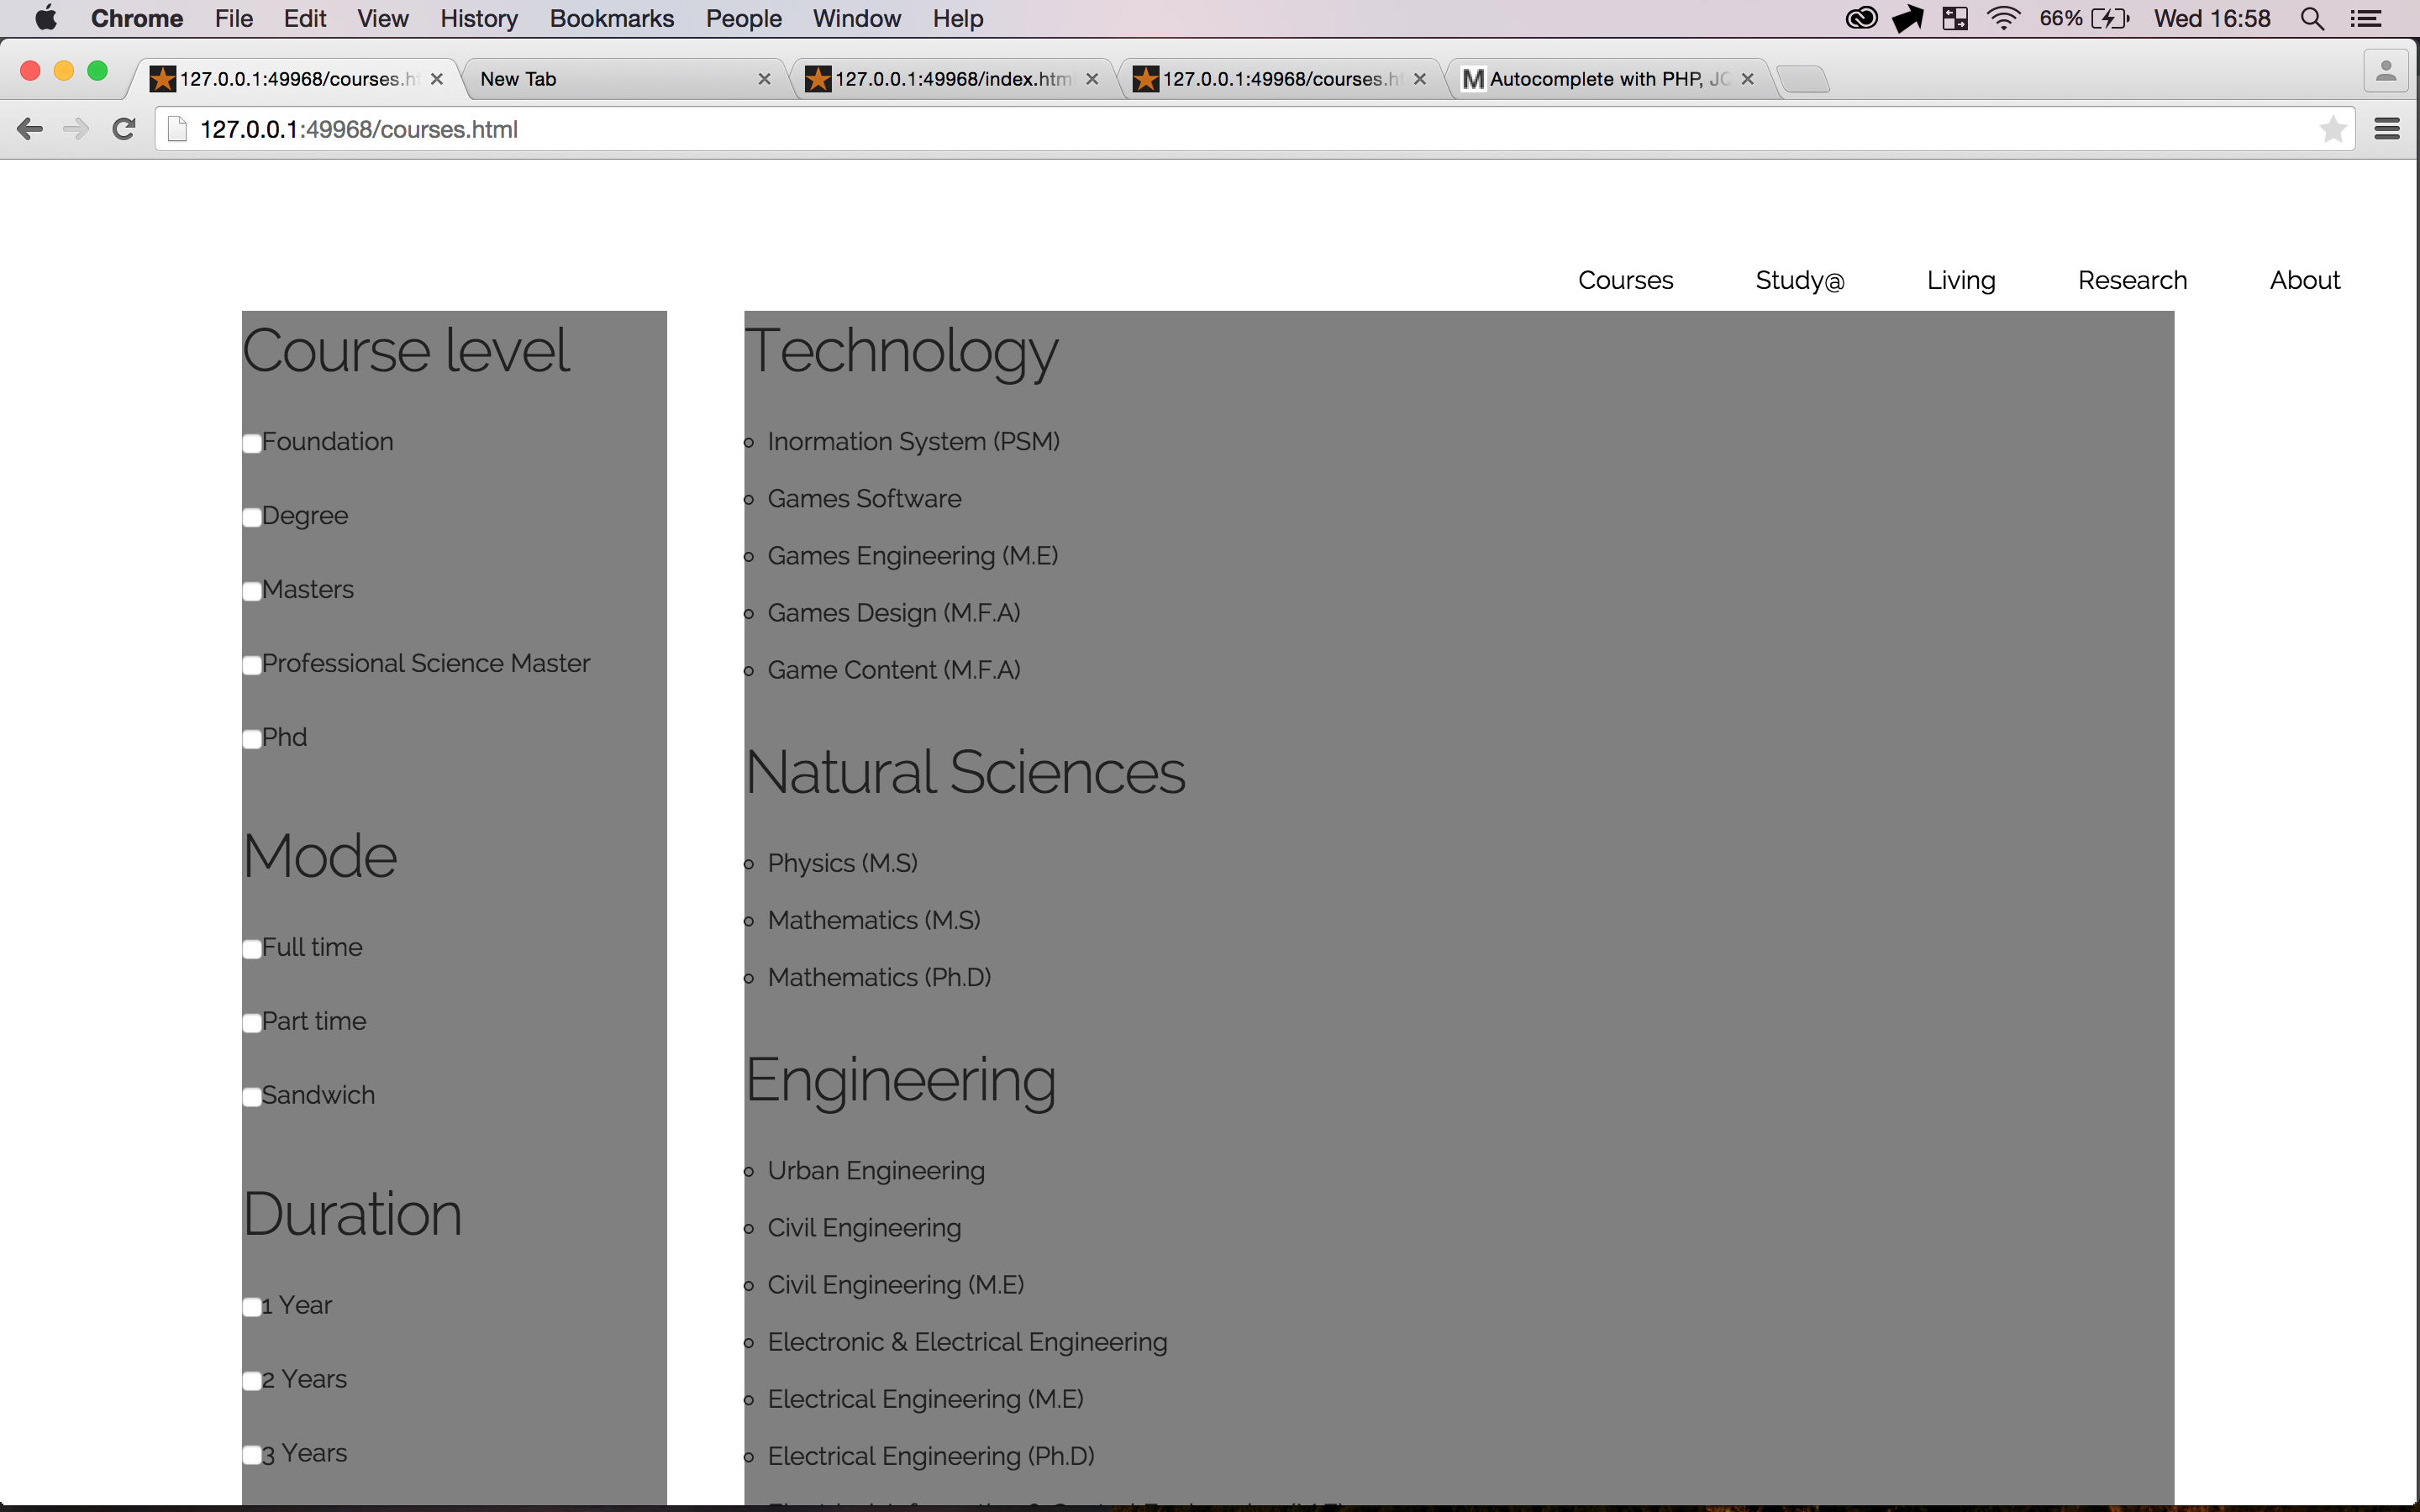 Chrome File Edit View History Bookmarks People Window Help 66% Wed 16:58
127.0.0.1:49968/courses.ht New Tab 127.0.0.1:49968/index.htm 127.0.0.1:49968/courses.ht M Autocomplete with PHP, JQ
127.0.0.1:49968/courses.html
Courses Study@ Living Research About
Course level
Foundation
Degree
Masters
Professional Science Master
Phd
Mode
Full time
Part time
Sandwich
Duration
1 Year
2 Years
3 Years
Technology
Inormation System (PSM)
Games Software
Games Engineering (M.E)
Games Design (M.F.A)
Game Content (M.F.A)
Natural Sciences
Physics (M.S)
Mathematics (M.S)
Mathematics (Ph.D)
Engineering
Urban Engineering
Civil Engineering
Civil Engineering (M.E)
Electronic & Electrical Engineering
Electrical Engineering (M.E)
Electrical Engineering (Ph.D)